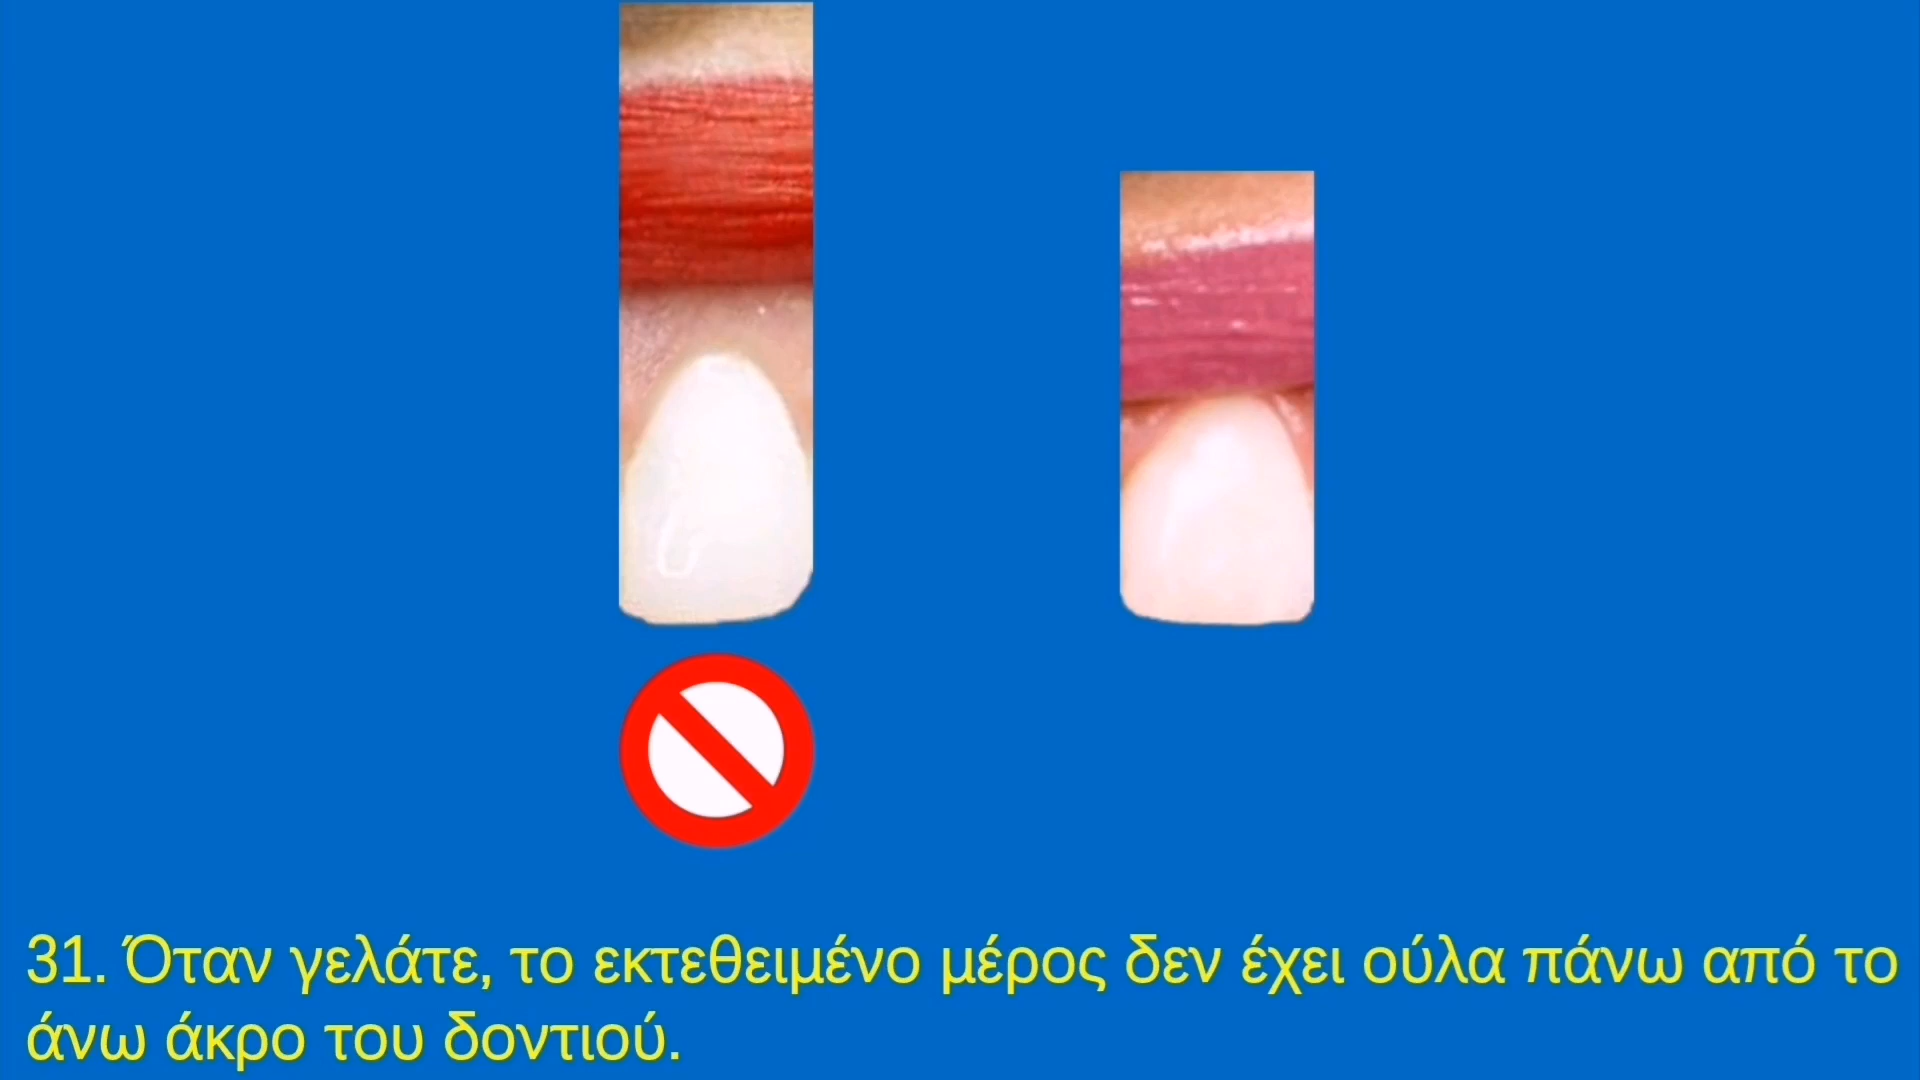 31. Όταν γελάτε, το εκτεθειμένο μέρος δεν έχει ούλα πάνω από το
άνω άκρο του δοντιού.